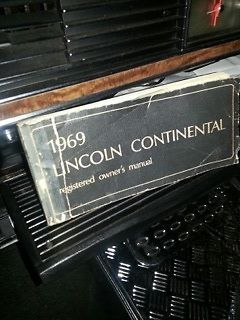 1969
LINCOLN CONTINENTAL
registered owner's manual